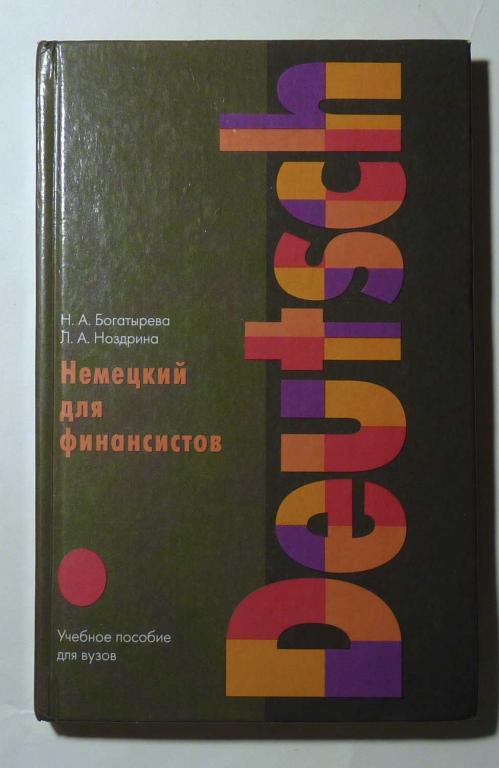 Н. А. Богатырева
Л. А. Ноздрина
Немецкий
для
финансистов
Учебное пособие
для вузов
Deutsch